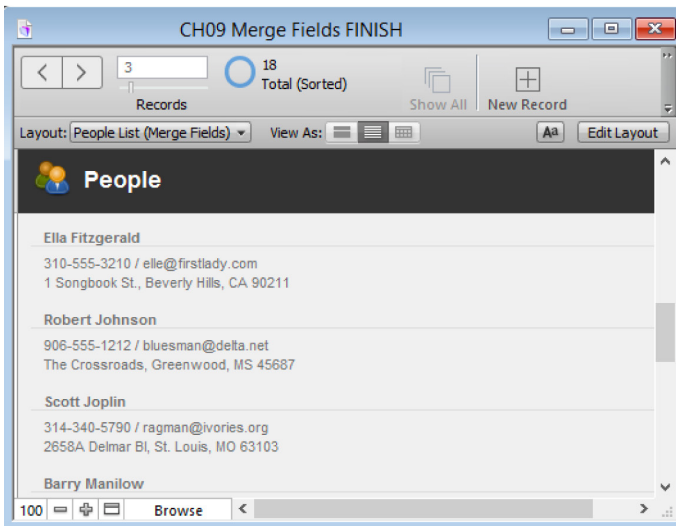 CH09 Merge Fields FINISH
3
18
Total (Sorted)
Records
Show All
New Record
Layout: People List (Merge Fields)
View As:
Aa
Edit Layout
People
Ella Fitzgerald
310-555-3210 / elle@firstlady.com
1 Songbook St., Beverly Hills, CA 90211
Robert Johnson
906-555-1212 / bluesman@delta.net
The Crossroads, Greenwood, MS 45687
Scott Joplin
314-340-5790 / ragman@ivories.org
2658A Delmar Bl, St. Louis, MO 63103
Barry Manilow
100
Browse